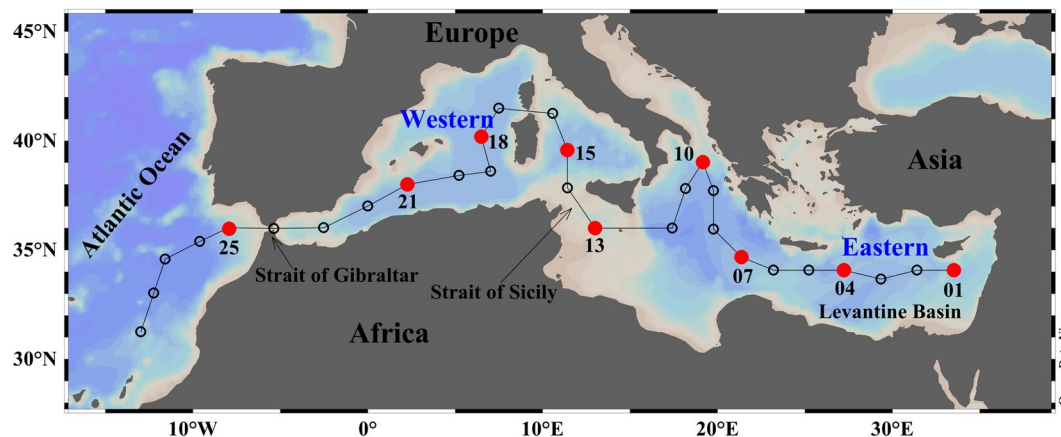 45°N
40°N
35°N
30°N
10°W
0°
10°E
20°E
30°E
Europe
Asia
Africa
Atlantic Ocean
Western
Eastern
Levantine Basin
Strait of Gibraltar
Strait of Sicily
18
15
10
21
25
13
07
04
01